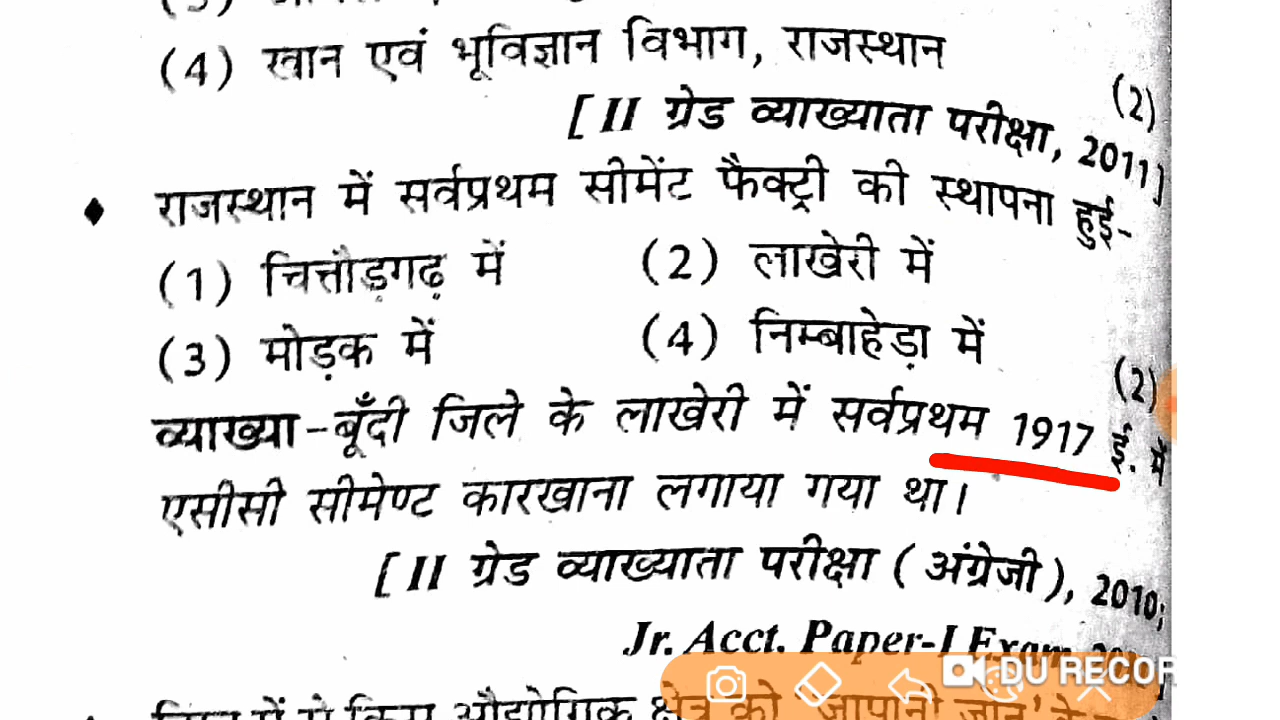 (4) खान एवं भूविज्ञान विभाग, राजस्थान
(2)
[ II ग्रेड व्याख्याता परीक्षा, 2011]
♦ राजस्थान में सर्वप्रथम सीमेंट फैक्ट्री की स्थापना हुई-
(1) चित्तौड़गढ़ में (2) लाखेरी में
(3) मोड़क में (4) निम्बाहेड़ा में
(2)
व्याख्या-बूँदी जिले के लाखेरी में सर्वप्रथम 1917 ई. में
एसीसी सीमेण्ट कारखाना लगाया गया था।
[ II ग्रेड व्याख्याता परीक्षा ( अंग्रेजी ), 2010;
Jr. Acct. Paper-I Exam
DU RECOR
औद्योगिक क्षेत्र को 'जापानी जोन'